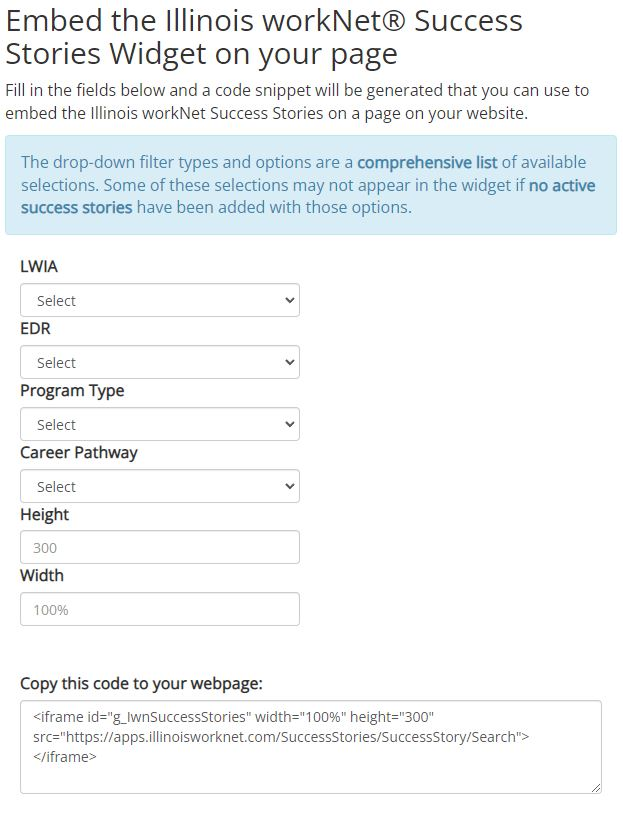 Embed the Illinois workNet® Success
Stories Widget on your page
Fill in the fields below and a code snippet will be generated that you can use to
embed the Illinois workNet Success Stories on a page on your website.
The drop-down filter types and options are a comprehensive list of available
selections. Some of these selections may not appear in the widget if no active
success stories have been added with those options.
LWIA
Select
EDR
Select
Program Type
Select
Career Pathway
Select
Height
300
Width
100%
Copy this code to your webpage:
<iframe id="g_IwnSuccessStories" width="100%" height="300"
src="https://apps.illinoisworknet.com/SuccessStories/SuccessStory/Search">
</iframe>